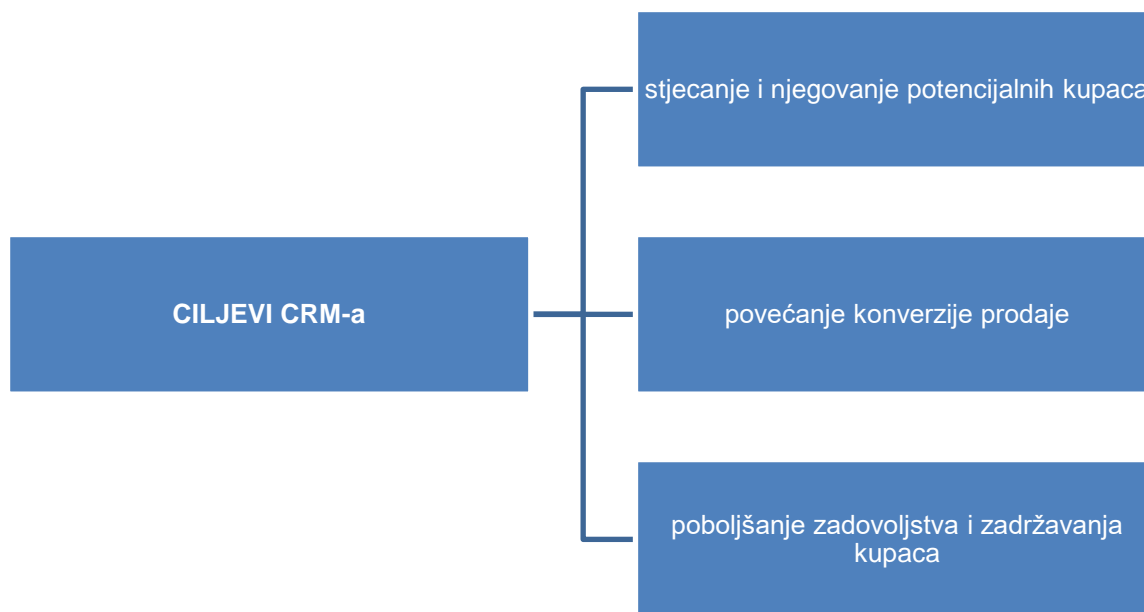 stjecanje i njegovanje potencijalnih kupaca
CILJEVI CRM-a
povećanje konverzije prodaje
poboljšanje zadovoljstva i zadržavanja
kupaca